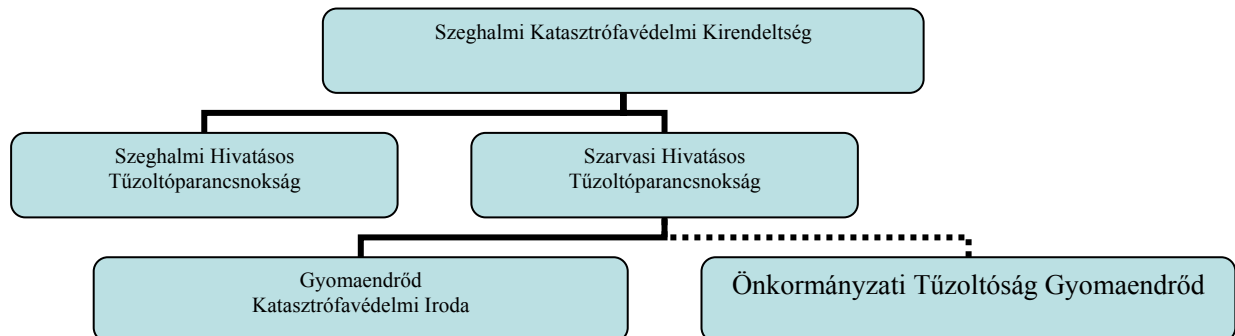 Szeghalmi Katasztrófavédelmi Kirendeltség
Szeghalmi Hivatásos
Tűzoltóparancsnokság
Szarvasi Hivatásos
Tűzoltóparancsnokság
Gyomaendrőd
Katasztrófavédelmi Iroda
Önkormányzati Tűzoltóság Gyomaendrőd